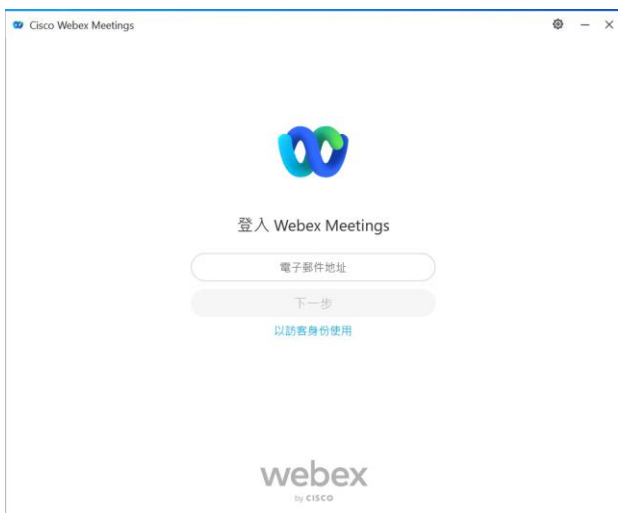 Cisco Webex Meetings
登入 Webex Meetings
電子郵件地址
下一步
以訪客身份使用
webex
by CISCO